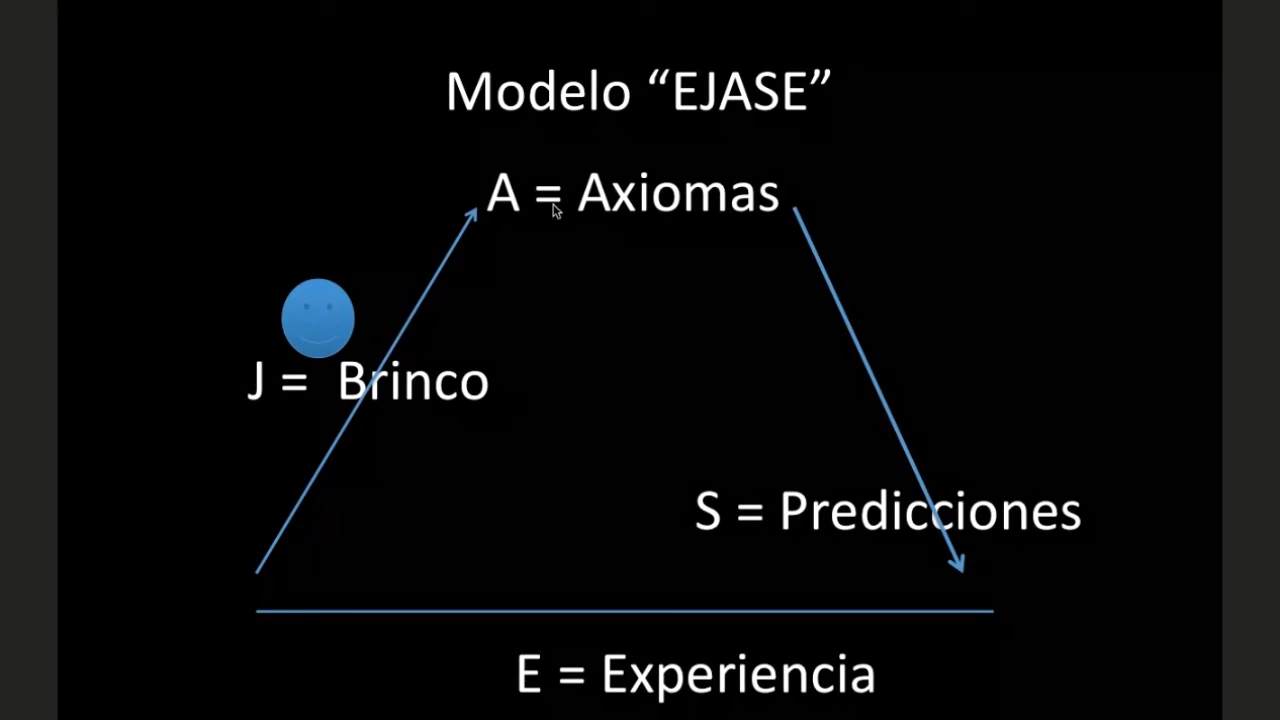 Modelo “EJASE”
A = Axiomas
J =  Brinco
S = Predicciones
E = Experiencia